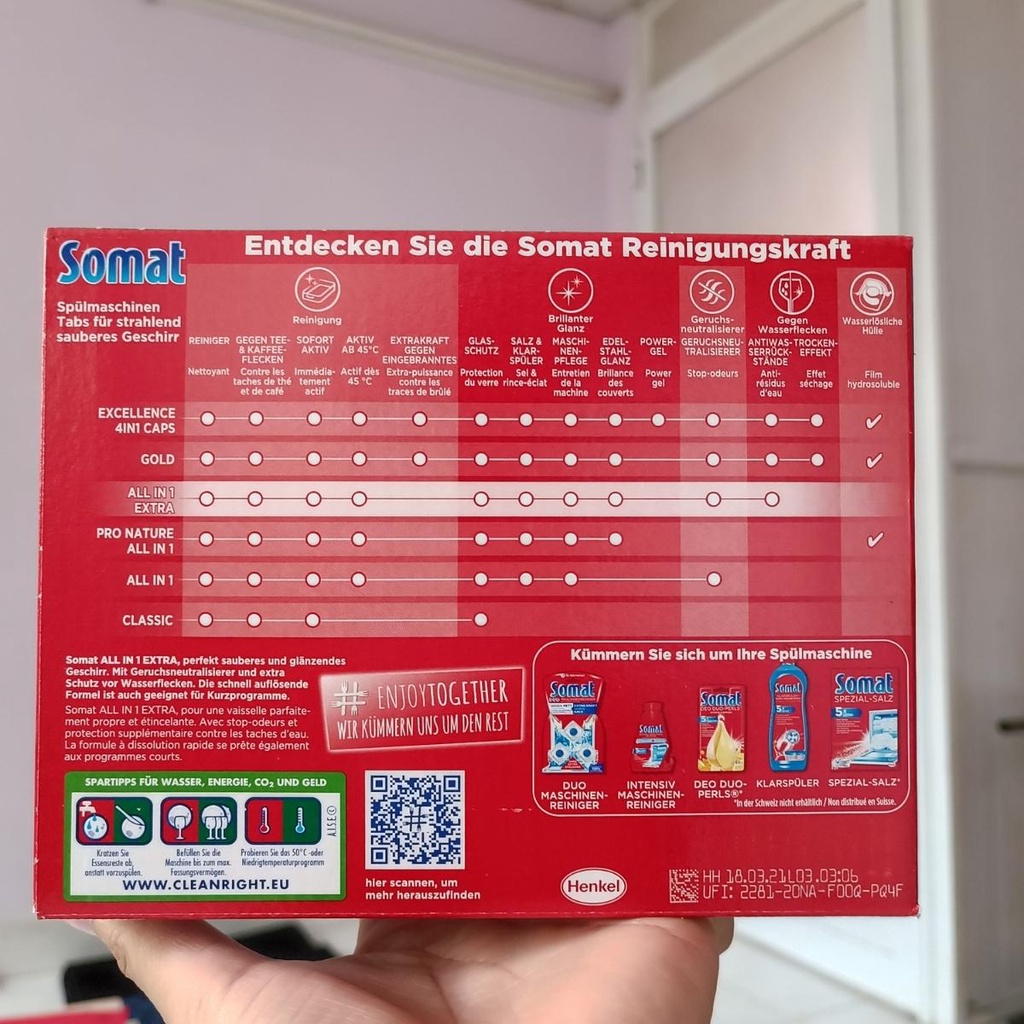 Somat
Entdecken Sie die Somat Reinigungskraft
Spülmaschinen
Tabs für strahlend
sauberes Geschirr
Reinigung
Brillanter
Glanz
Geruchs-
neutralisierer
Gegen
Wasserflecken
Wasserlösliche
Hülle
REINIGER
Nettoyant
GEGEN TEE-
& KAFFEE-
FLECKEN
Contre les
taches de thé
et de café
SOFORT
AKTIV
Immédia-
tement
actif
AKTIV
AB 45°C
Actif dès
45 °C
EXTRAKRAFT
GEGEN
EINGEBRANNTES
Extra-puissance
contre les
traces de brûlé
GLAS-
SCHUTZ
Protection
du verre
SALZ &
KLAR-
SPÜLER
Sel &
rince-éclat
MASCHI-
NEN-
PFLEGE
Entretien
de la
machine
EDEL-
STAHL-
GLANZ
Brillance
des
couverts
POWER-
GEL
Power
gel
GERUCHSNEU-
TRALISIERER
Stop-odeurs
ANTIWAS-
SERRÜCK-
STÄNDE
Anti-
résidus
d'eau
TROCKEN-
EFFEKT
Effet
séchage
Film
hydrosoluble
EXCELLENCE
4IN1 CAPS
GOLD
ALL IN 1
EXTRA
PRO NATURE
ALL IN 1
ALL IN 1
CLASSIC
Somat ALL IN 1 EXTRA, perfekt sauberes und glänzendes
Geschirr. Mit Geruchsneutralisierer und extra
Schutz vor Wasserflecken. Die schnell auflösende
Formel ist auch geeignet für Kurzprogramme.
Somat ALL IN 1 EXTRA, pour une vaisselle parfaite-
ment propre et étincelante. Avec stop-odeurs et
protection supplémentaire contre les taches d'eau.
La formule à dissolution rapide se prête également
aux programmes courts.
# ENJOYTOGETHER
WIR KÜMMERN UNS UM DEN REST
Kümmern Sie sich um Ihre Spülmaschine
Somat
DUO
Somat
Somat
DEO DUO-PERLS
Somat
Somat
SPEZIAL-SALZ
DUO
MASCHINEN-
REINIGER
INTENSIV
MASCHINEN-
REINIGER
DEO DUO-
PERLS®*
KLARSPÜLER
SPEZIAL-SALZ*
*In der Schweiz nicht erhältlich / Non distribué en Suisse.
SPARTIPPS FÜR WASSER, ENERGIE, CO₂ UND GELD
A.I.S.E.©
Kratzen Sie
Essensreste ab,
anstatt vorzuspülen.
Befüllen Sie die
Maschine bis zum max.
Fassungsvermögen.
Probieren Sie das 50°C -oder
Niedrigtemperaturprogramm
WWW.CLEANRIGHT.EU
#
hier scannen, um
mehr herauszufinden
Henkel
HH 18.03.21L03.03:06
UFI: 2281-20NA-F00Q-PQ4F